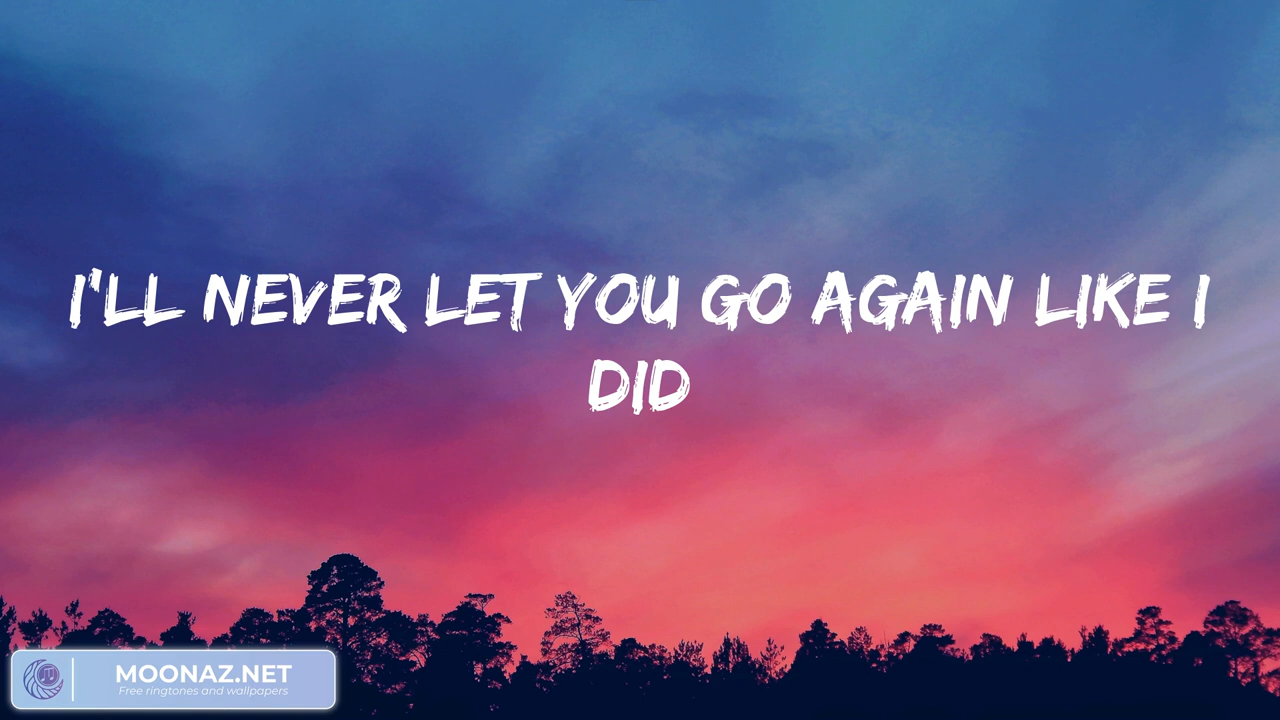 I'LL NEVER LET YOU GO AGAIN LIKE I
DID
MOONAZ.NET
Free ringtones and wallpapers